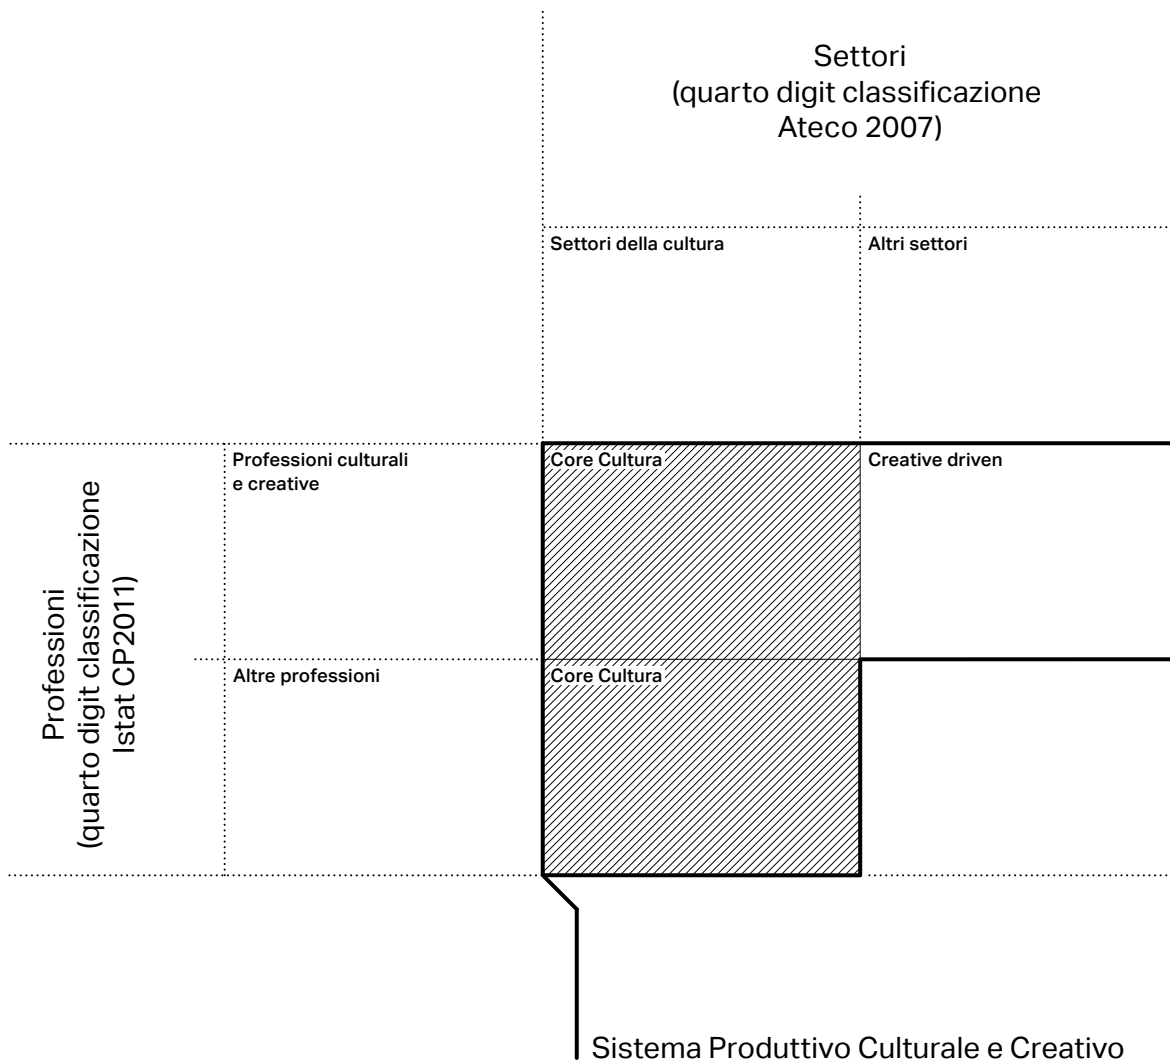 Settori
(quarto digit classificazione
Ateco 2007)
Settori della cultura
Altri settori
Professioni
(quarto digit classificazione
Istat CP2011)
Professioni culturali
e creative
Core Cultura
Creative driven
Altre professioni
Core Cultura
Sistema Produttivo Culturale e Creativo